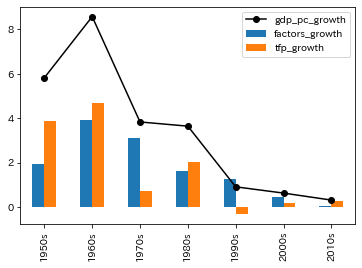 gdp_pc_growth
factors_growth
tfp_growth
8
6
4
2
0
1950s
1960s
1970s
1980s
1990s
2000s
2010s